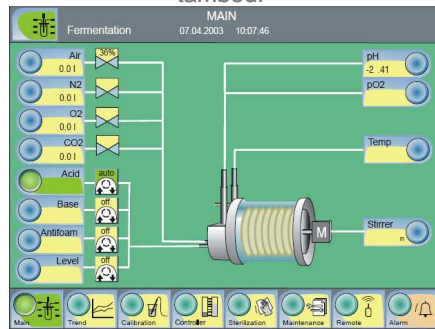 MAIN
Fermentation 07.04.2003 10:07:46
Air 36%
0.0 l
N2
0.0 l
O2
0.0 l
CO2
0.0 l
Acid auto
Base off
Antifoam off
Level off
pH
-2 .41
pO2
Temp
Stirrer
M
Main Trend Calibration Controller Sterilization Maintenance Remote Alarm